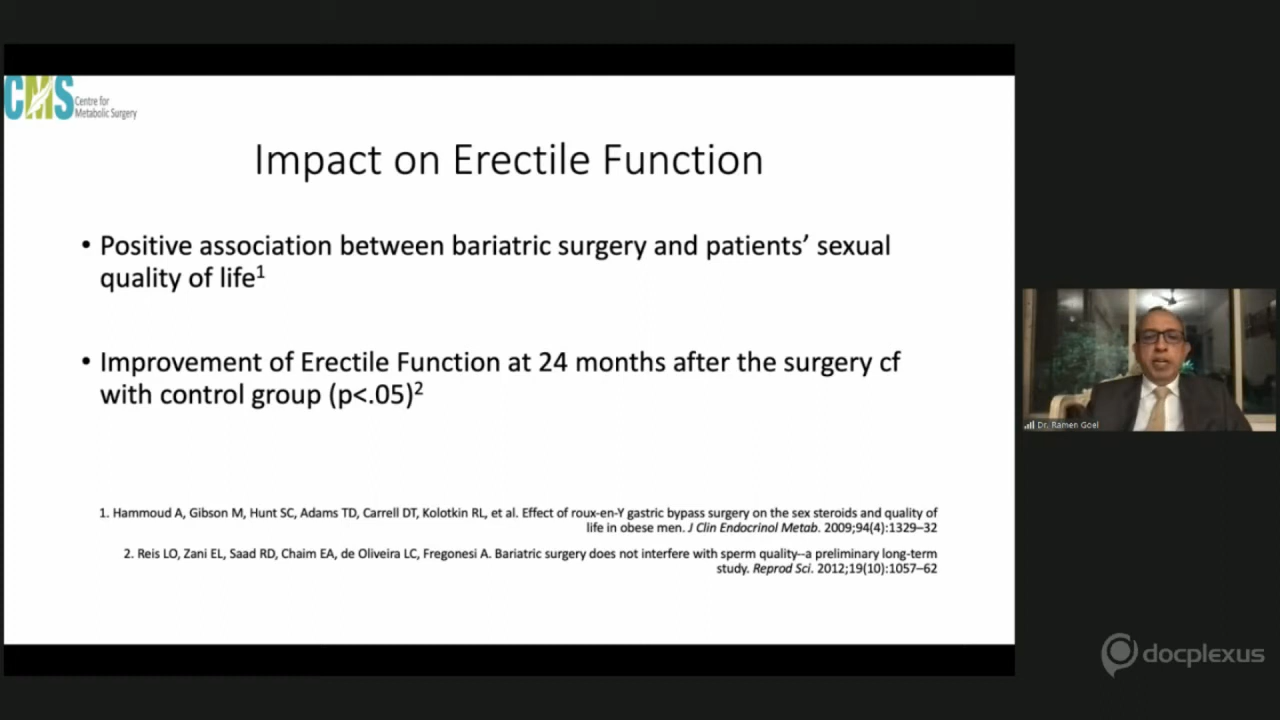 CMS
Centre for
Metabolic Surgery
Impact on Erectile Function
• Positive association between bariatric surgery and patients’ sexual
quality of life1
• Improvement of Erectile Function at 24 months after the surgery cf
with control group (p<.05)2
1. Hammoud A, Gibson M, Hunt SC, Adams TD, Carrell DT, Kolotkin RL, et al. Effect of roux-en-Y gastric bypass surgery on the sex steroids and quality of
life in obese men. J Clin Endocrinol Metab. 2009;94(4):1329–32
2. Reis LO, Zani EL, Saad RD, Chaim EA, de Oliveira LC, Fregonesi A. Bariatric surgery does not interfere with sperm quality--a preliminary long-term
study. Reprod Sci. 2012;19(10):1057–62
Dr. Ramen Goel
docplexus